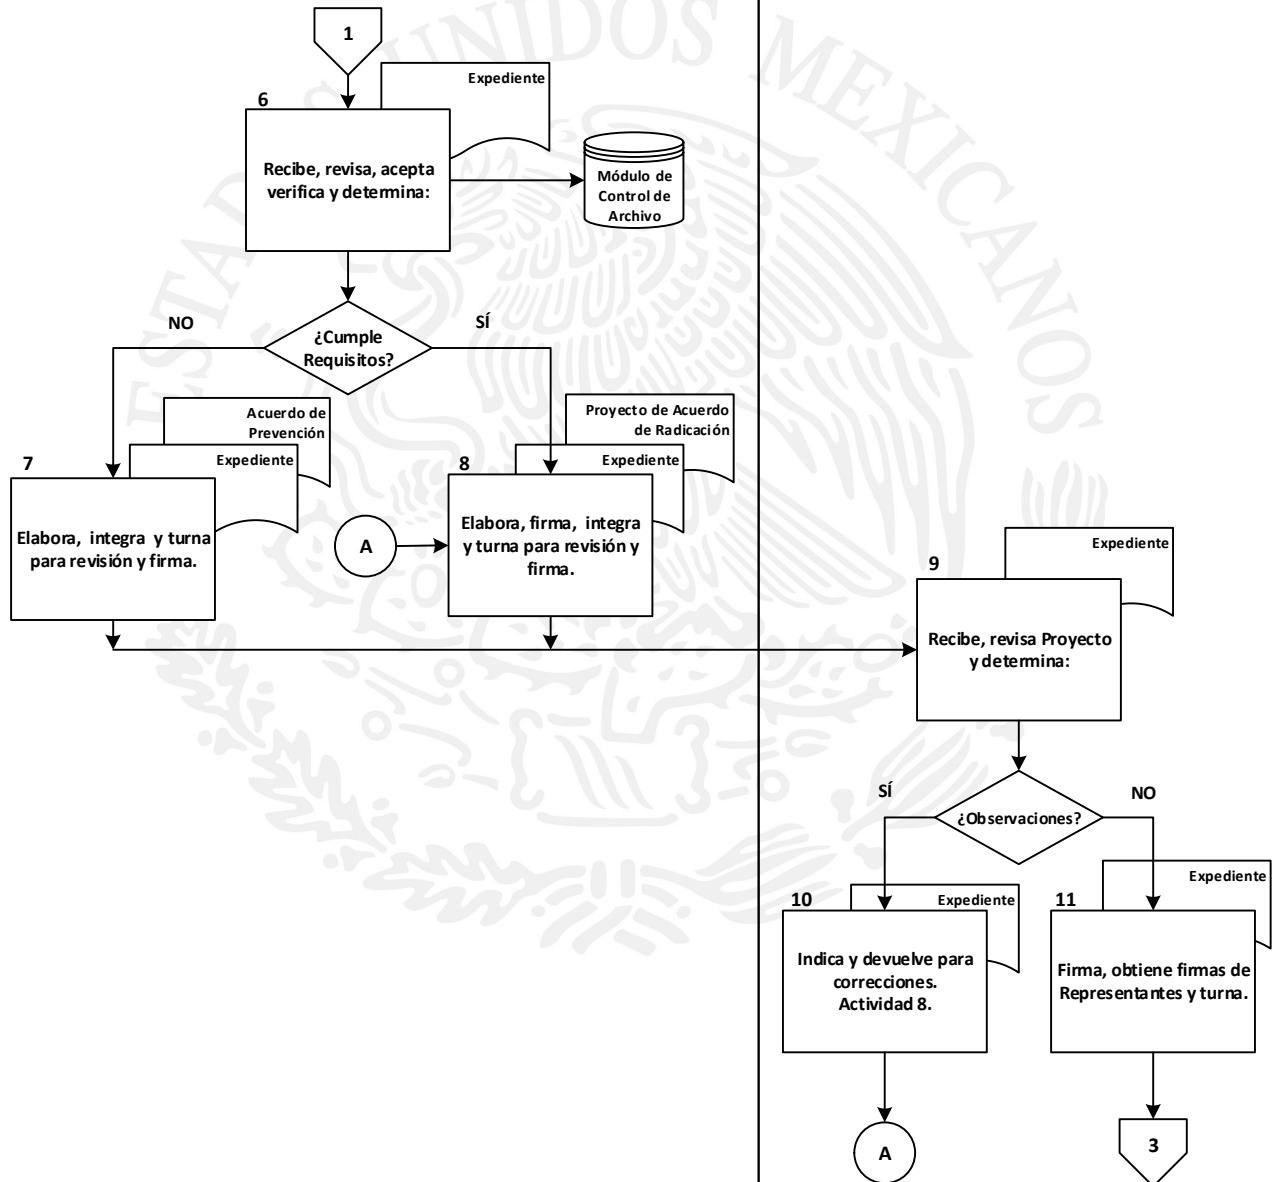 ESTADOS UNIDOS MEXICANOS
1
Expediente
6
Recibe, revisa, acepta
verifica y determina:
Módulo de
Control de
Archivo
NO
SÍ
¿Cumple
Requisitos?
Acuerdo de
Prevención
Expediente
7
Elabora, integra y turna
para revisión y firma.
Proyecto de Acuerdo
de Radicación
Expediente
8
A
Elabora, firma, integra
y turna para revisión y
firma.
Expediente
9
Recibe, revisa Proyecto
y determina:
SÍ
NO
¿Observaciones?
Expediente
10
Indica y devuelve para
correcciones.
Actividad 8.
Expediente
11
Firma, obtiene firmas de
Representantes y turna.
A
3